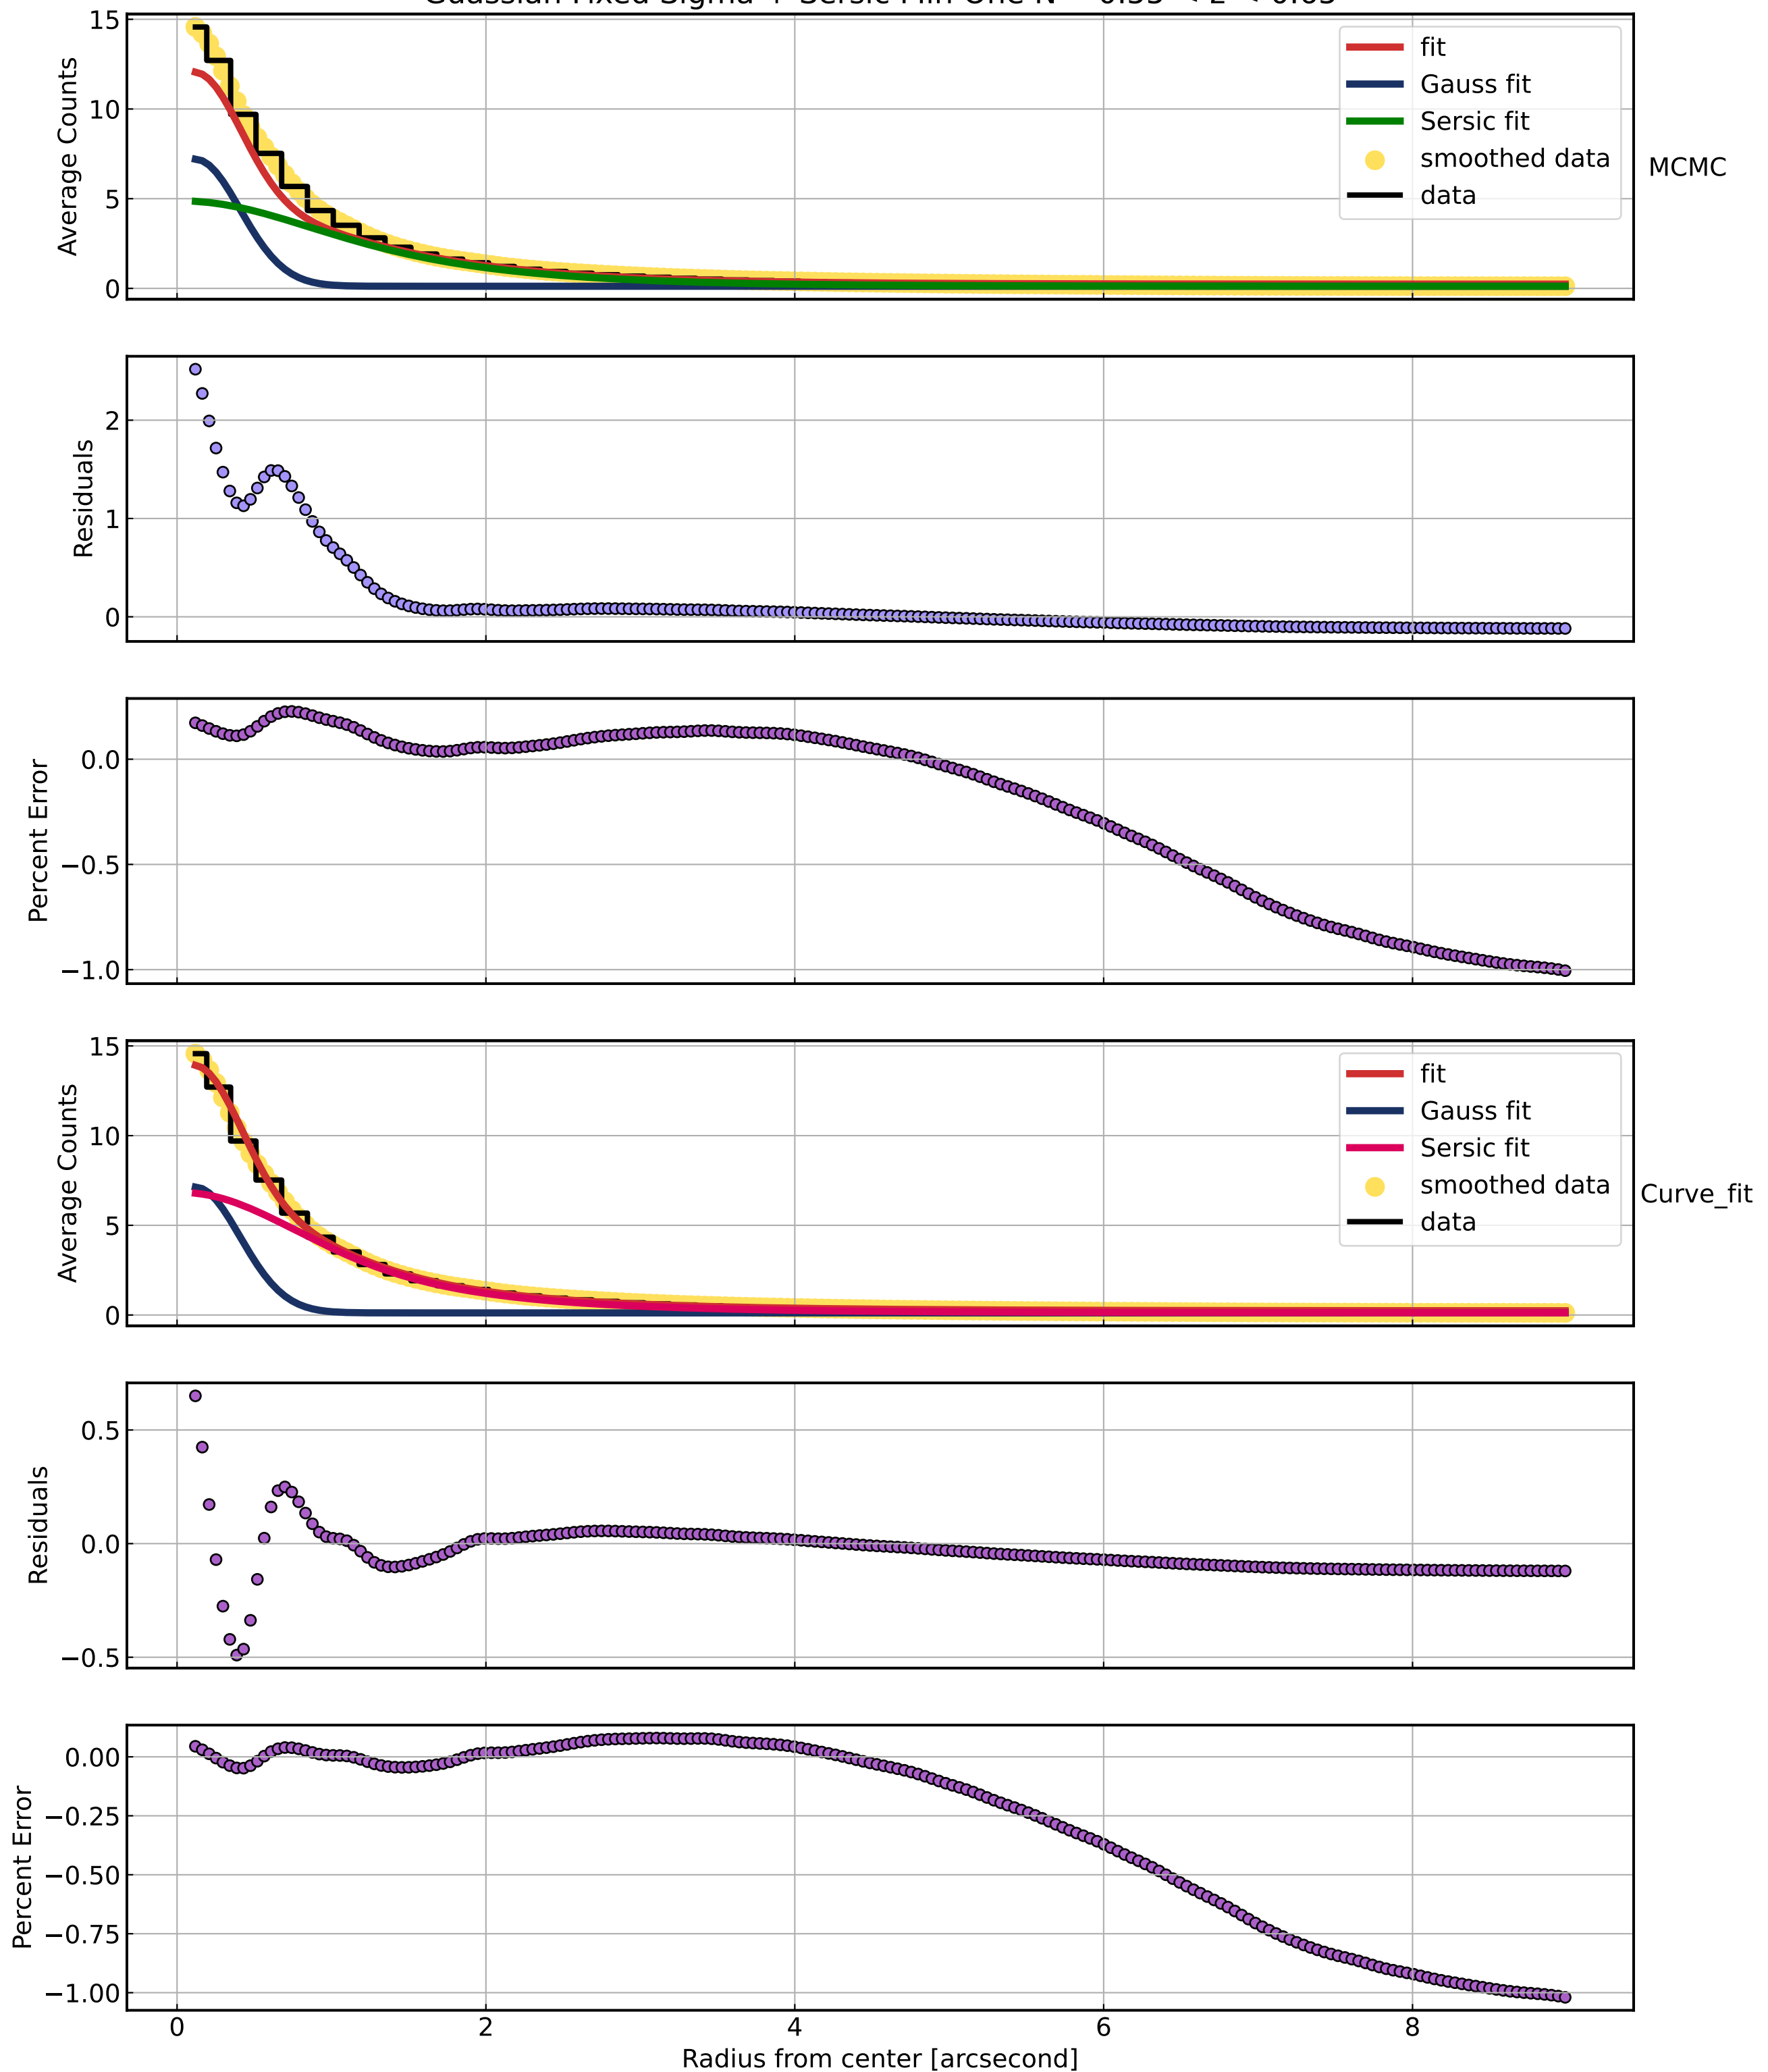 15
10
5
0
Average Counts
fit
Gauss fit
Sersic fit
smoothed data
data
MCMC
2
1
0
Residuals
0.0
−0.5
−1.0
Percent Error
15
10
5
0
Average Counts
fit
Gauss fit
Sersic fit
smoothed data
data
Curve_fit
0.5
0.0
−0.5
Residuals
0.00
−0.25
−0.50
−0.75
−1.00
Percent Error
0 2 4 6 8
Radius from center [arcsecond]